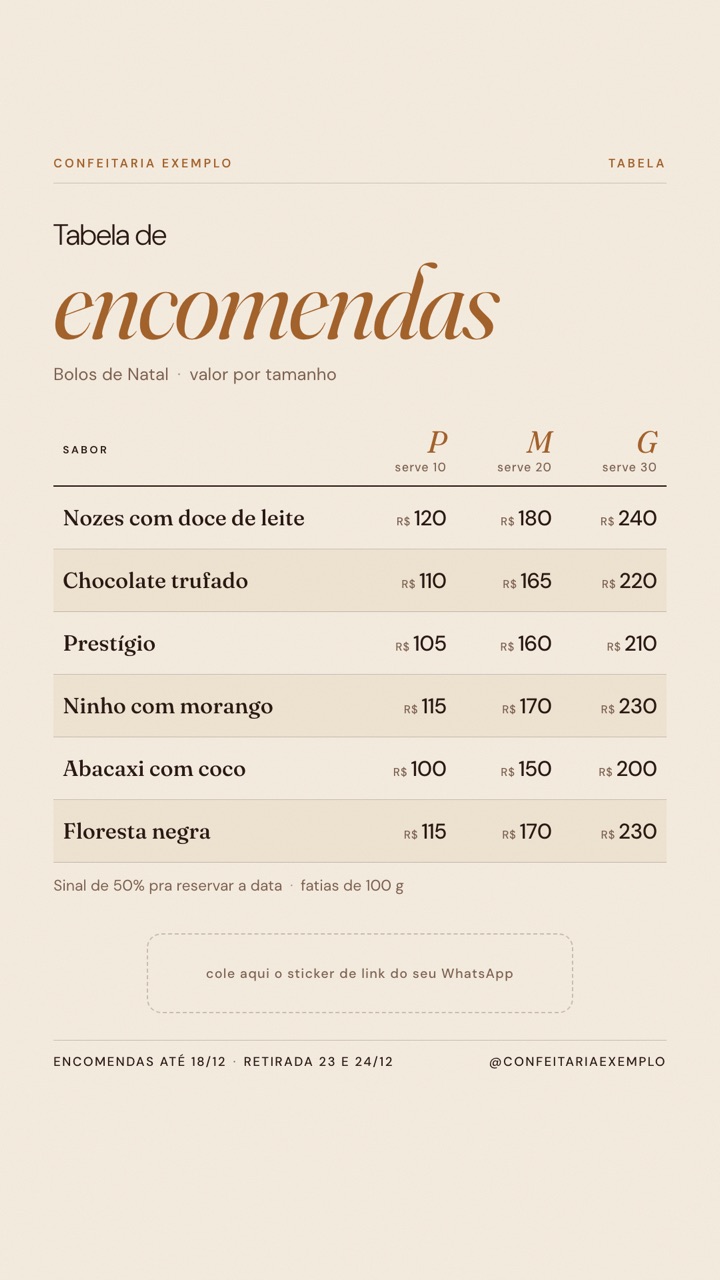 CONFEITARIA EXEMPLO TABELA
Tabela de
encomendas
Bolos de Natal · valor por tamanho
SABOR P M G
serve 10 serve 20 serve 30
Nozes com doce de leite R$ 120 R$ 180 R$ 240
Chocolate trufado R$ 110 R$ 165 R$ 220
Prestígio R$ 105 R$ 160 R$ 210
Ninho com morango R$ 115 R$ 170 R$ 230
Abacaxi com coco R$ 100 R$ 150 R$ 200
Floresta negra R$ 115 R$ 170 R$ 230
Sinal de 50% pra reservar a data · fatias de 100 g
cole aqui o sticker de link do seu WhatsApp
ENCOMENDAS ATÉ 18/12 · RETIRADA 23 E 24/12 @CONFEITARIAEXEMPLO